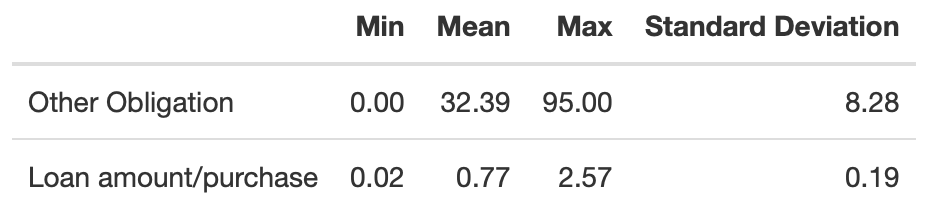 Min Mean Max Standard Deviation
Other Obligation 0.00 32.39 95.00 8.28
Loan amount/purchase 0.02 0.77 2.57 0.19